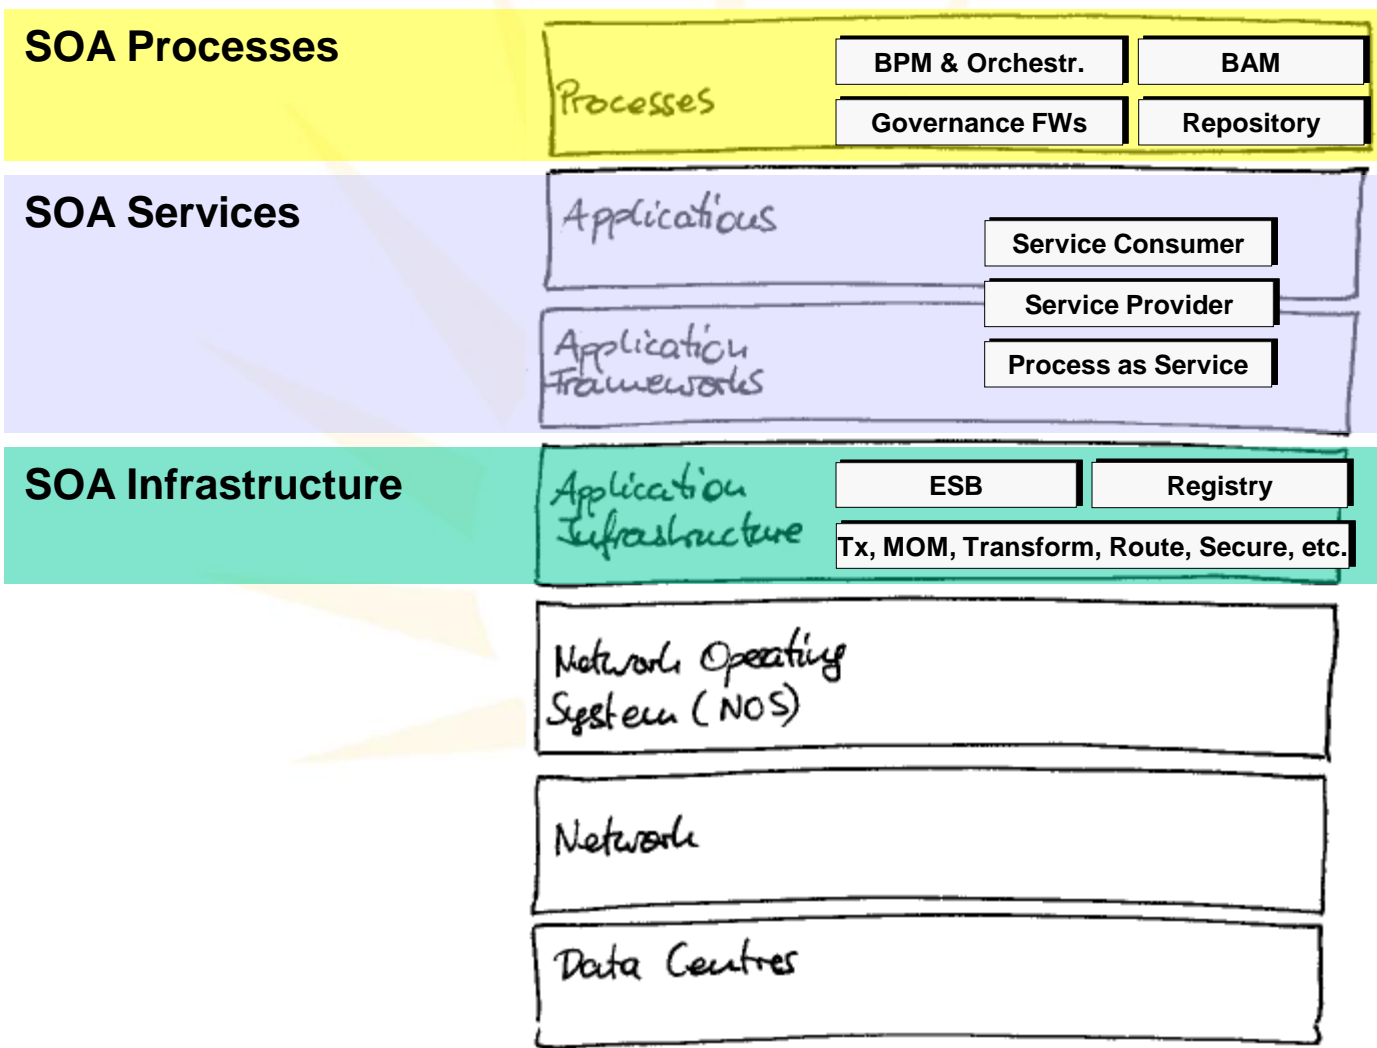 SOA Processes
Processes
BPM & Orchestr.
BAM
Governance FWs
Repository
SOA Services
Applications
Service Consumer
Service Provider
Application
Frameworks
Process as Service
SOA Infrastructure
Application
Infrastructure
ESB
Registry
Tx, MOM, Transform, Route, Secure, etc.
Network Operating
System (NOS)
Network
Data Centres